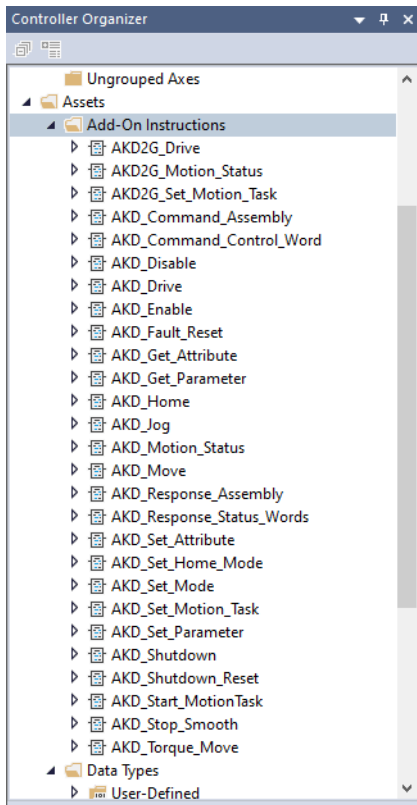 Controller Organizer
Ungrouped Axes
Assets
Add-On Instructions
AKD2G_Drive
AKD2G_Motion_Status
AKD2G_Set_Motion_Task
AKD_Command_Assembly
AKD_Command_Control_Word
AKD_Disable
AKD_Drive
AKD_Enable
AKD_Fault_Reset
AKD_Get_Attribute
AKD_Get_Parameter
AKD_Home
AKD_Jog
AKD_Motion_Status
AKD_Move
AKD_Response_Assembly
AKD_Response_Status_Words
AKD_Set_Attribute
AKD_Set_Home_Mode
AKD_Set_Mode
AKD_Set_Motion_Task
AKD_Set_Parameter
AKD_Shutdown
AKD_Shutdown_Reset
AKD_Start_MotionTask
AKD_Stop_Smooth
AKD_Torque_Move
Data Types
User-Defined